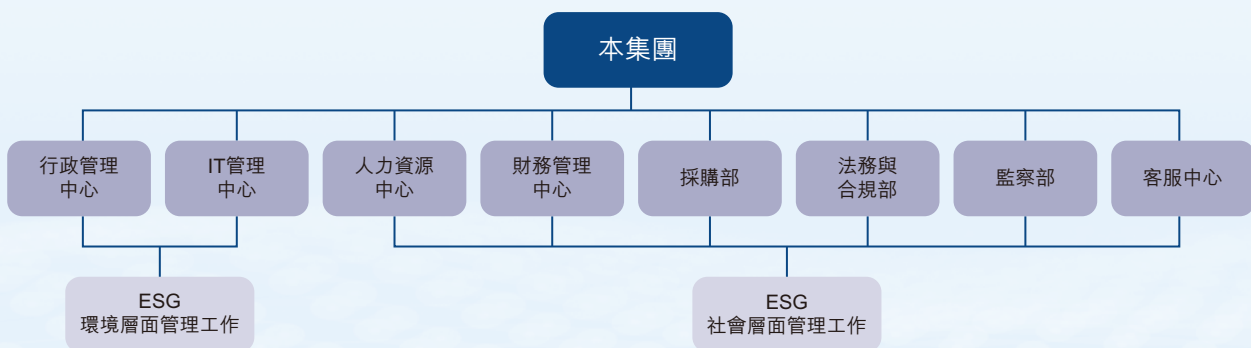 本集團
行政管理
中心
IT管理
中心
人力資源
中心
財務管理
中心
採購部
法務與
合規部
監察部
客服中心
ESG
環境層面管理工作
ESG
社會層面管理工作